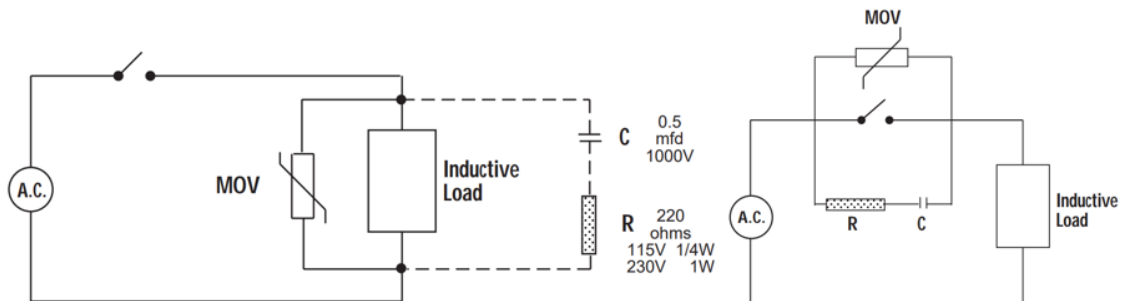 A.C.
MOV
Inductive
Load
C
0.5
mfd
1000V
R
220
ohms
115V 1/4W
230V 1W
MOV
A.C.
R
C
Inductive
Load